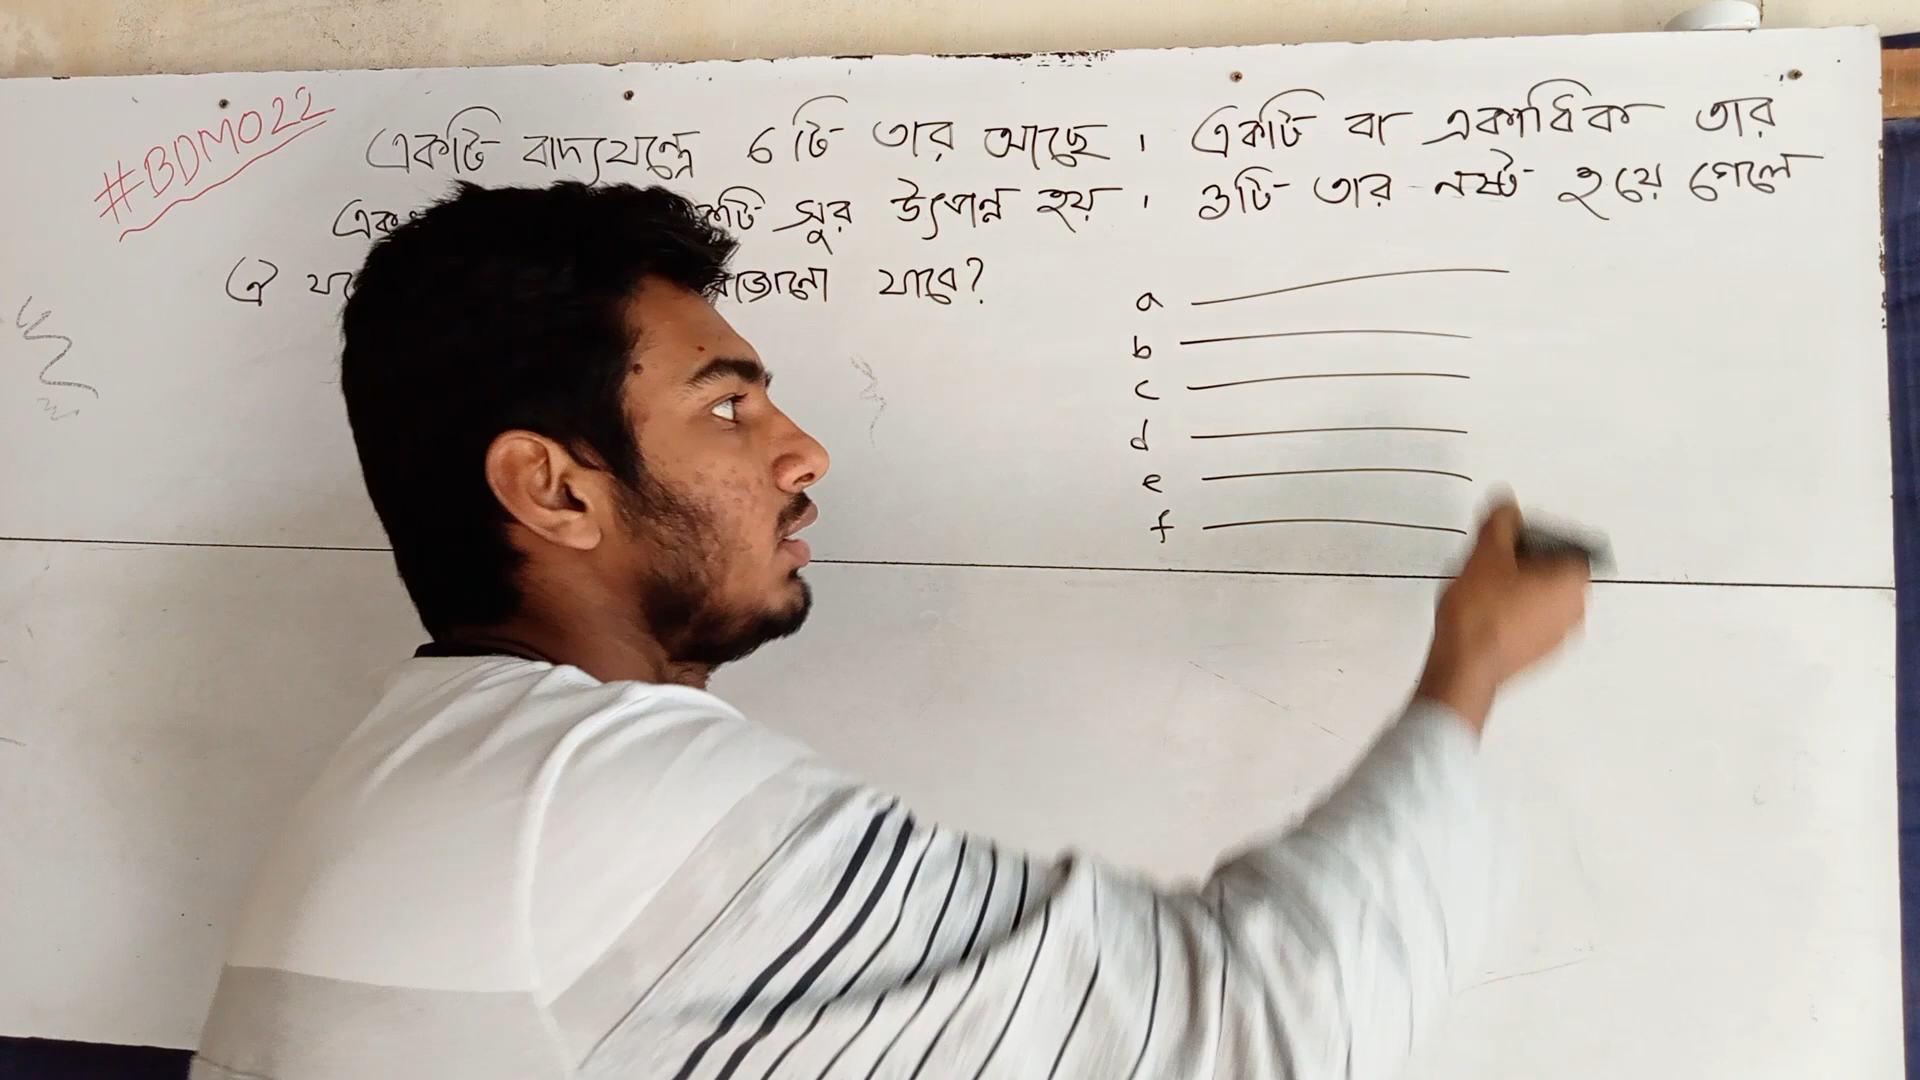 #BDMO22
একটি বাদ্যযন্ত্রে ৬টি তার আছে। একটি বা একাধিক তার
সুর উৎপন্ন হয়। ৩টি তার নষ্ট হয়ে গেলে
ঐ বাজানো যাবে?
a
b
c
d
e
f